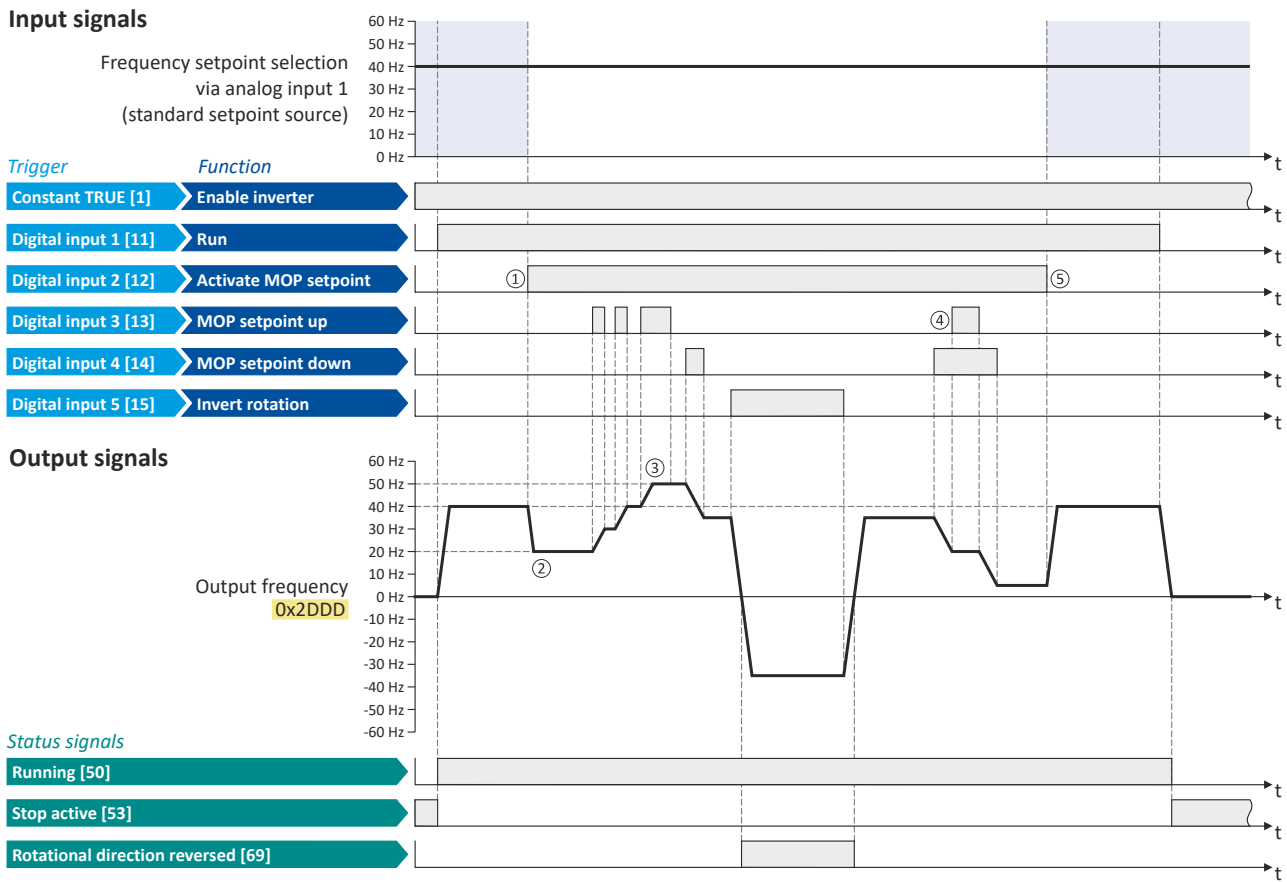 Input signals
Frequency setpoint selection
via analog input 1
(standard setpoint source)
60 Hz
50 Hz
40 Hz
30 Hz
20 Hz
10 Hz
0 Hz
t
Trigger Function
Constant TRUE [1] Enable inverter
t
Digital input 1 [11] Run
t
Digital input 2 [12] Activate MOP setpoint ① ⑤
t
Digital input 3 [13] MOP setpoint up ④
t
Digital input 4 [14] MOP setpoint down
t
Digital input 5 [15] Invert rotation
t
Output signals
60 Hz
50 Hz
40 Hz
30 Hz
20 Hz
10 Hz
0 Hz
-10 Hz
-20 Hz
-30 Hz
-40 Hz
-50 Hz
-60 Hz
③
②
Output frequency
0x2DDD
t
Status signals
Running [50]
t
Stop active [53]
t
Rotational direction reversed [69]
t